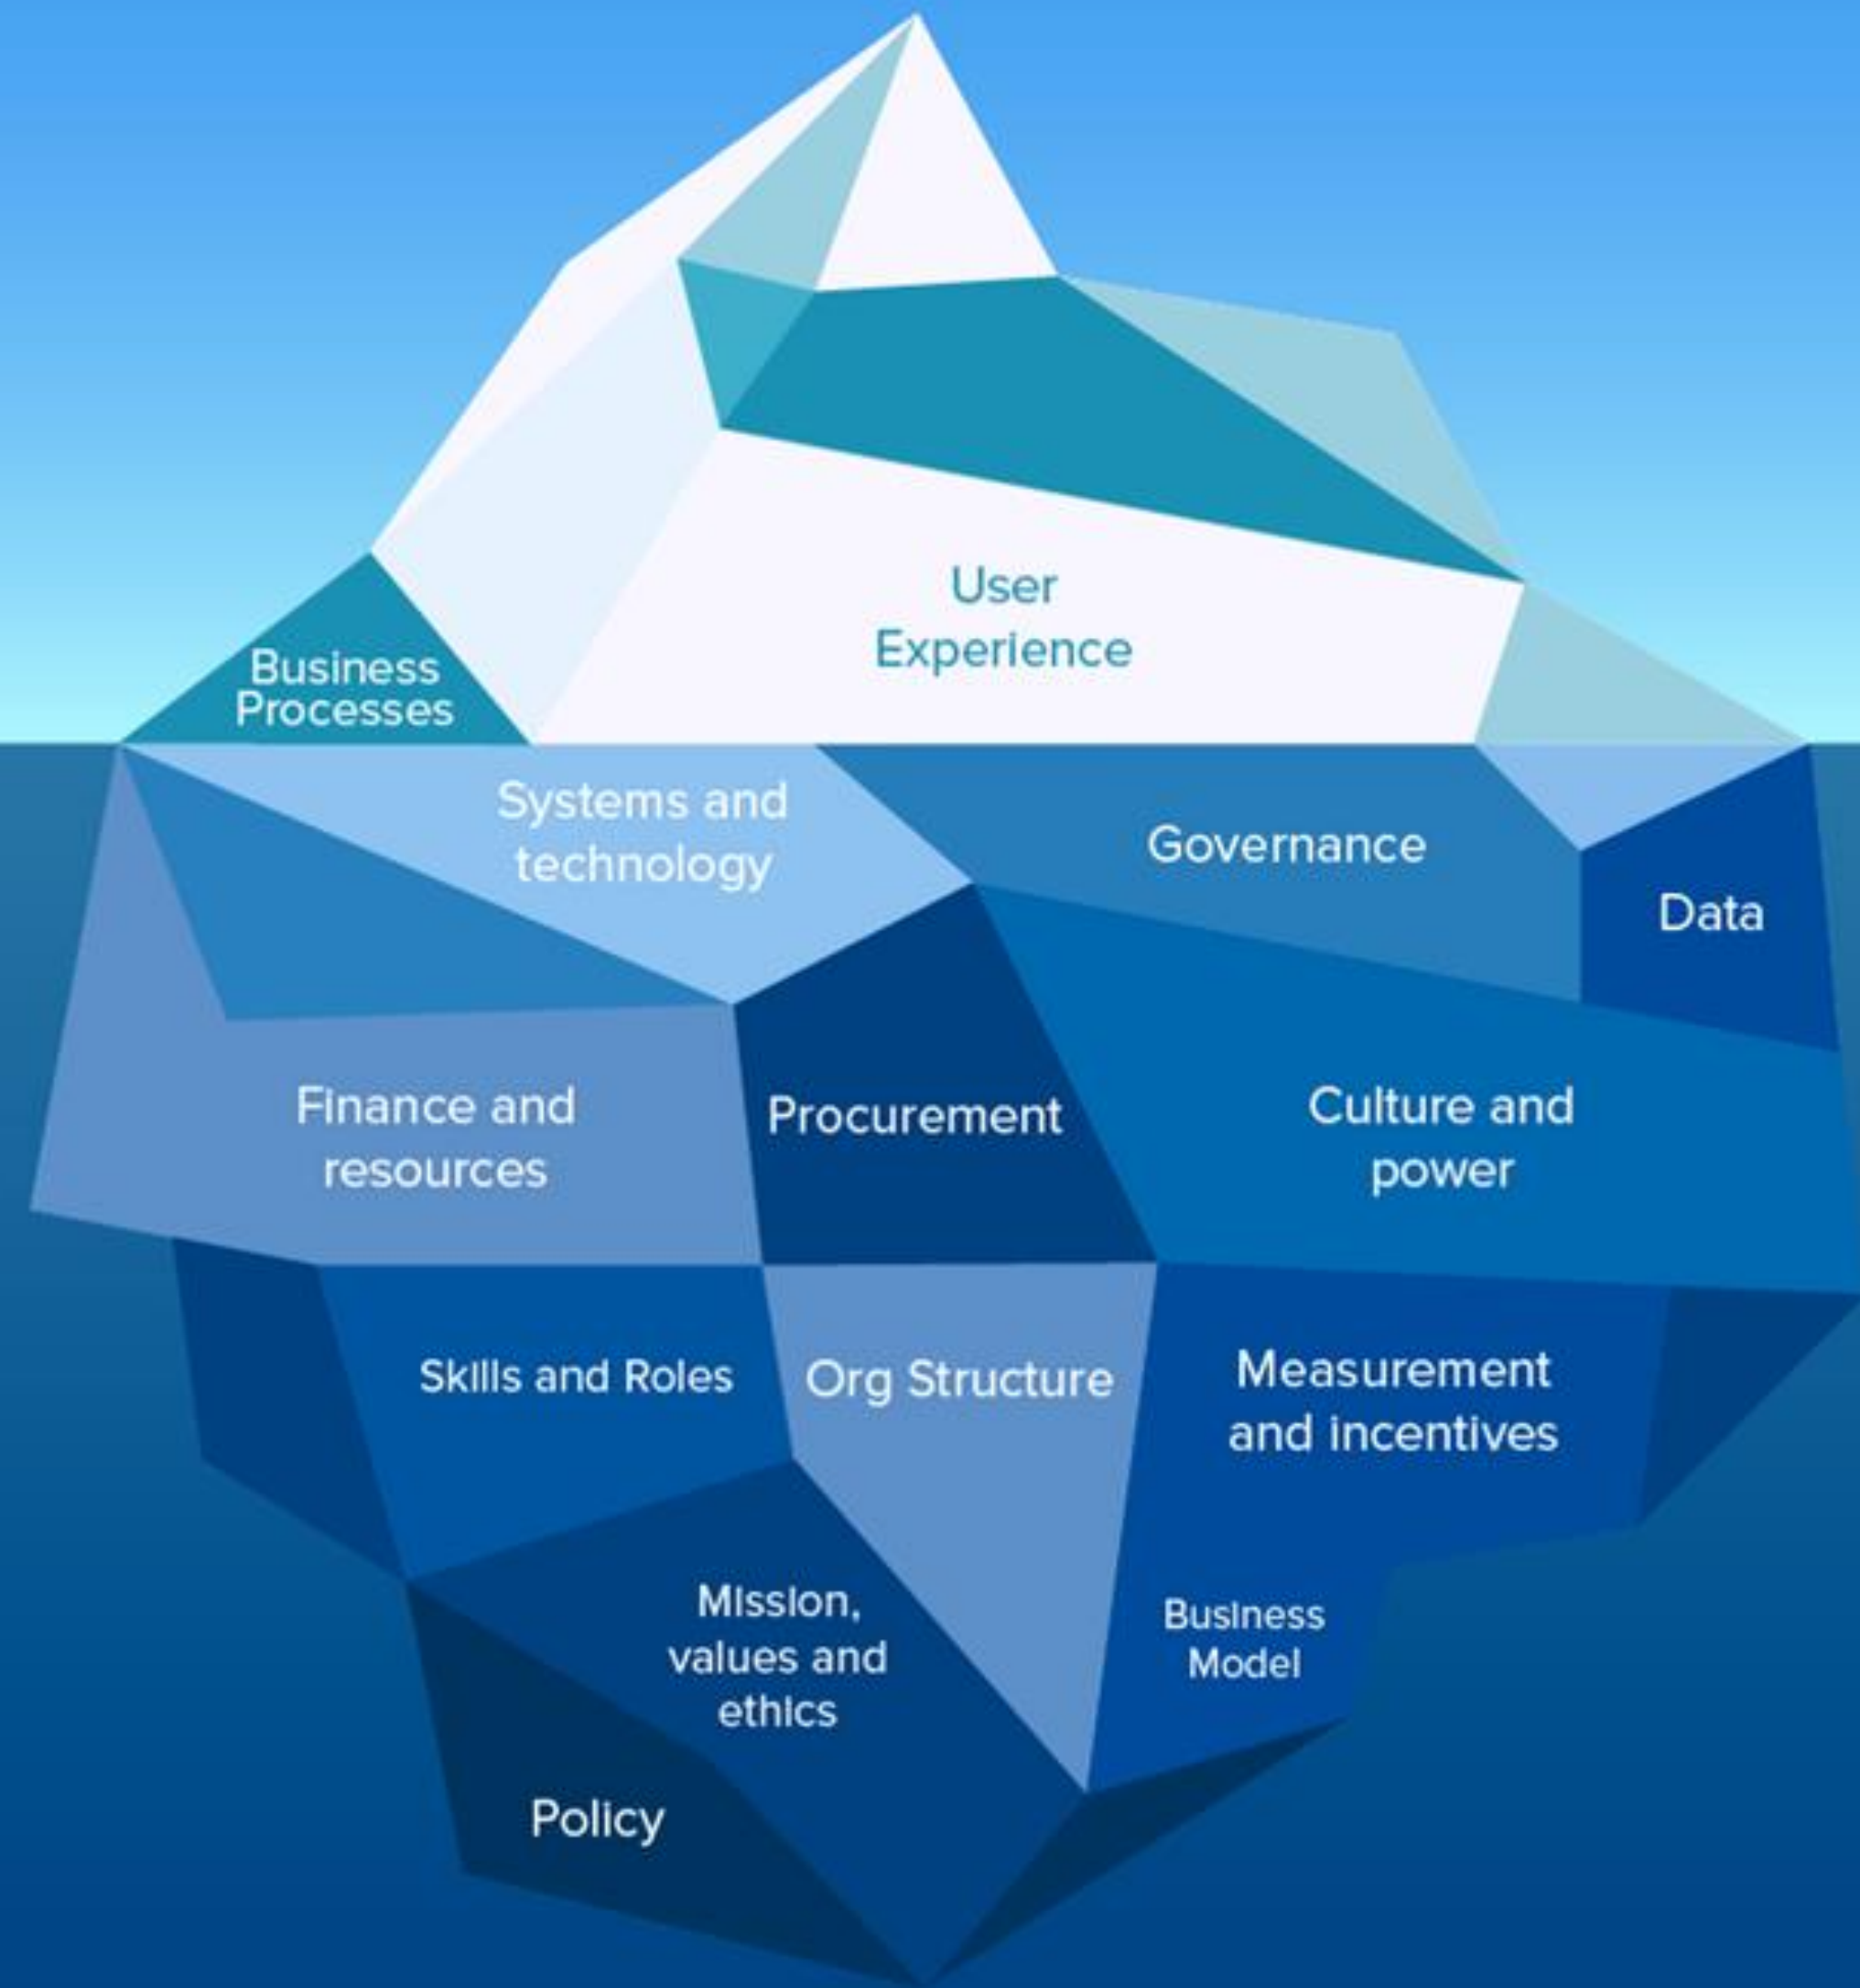 User
Experience
Business
Processes
Systems and
technology
Governance
Data
Finance and
resources
Procurement
Culture and
power
Skills and Roles
Org Structure
Measurement
and incentives
Mission,
values and
ethics
Business
Model
Policy